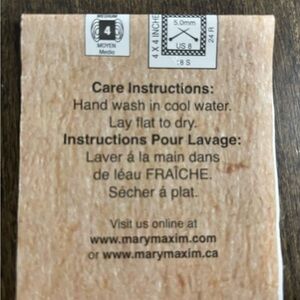 MEDIUM
4
MOYEN
Medio
4 X 4 INCHE
5.0mm
US 8
24 R
18 S
Care Instructions:
Hand wash in cool water.
Lay flat to dry.
Instructions Pour Lavage:
Laver á la main dans
de léau FRAÎCHE.
Sécher á plat.
Visit us online at
www.marymaxim.com
or www.marymaxim.ca